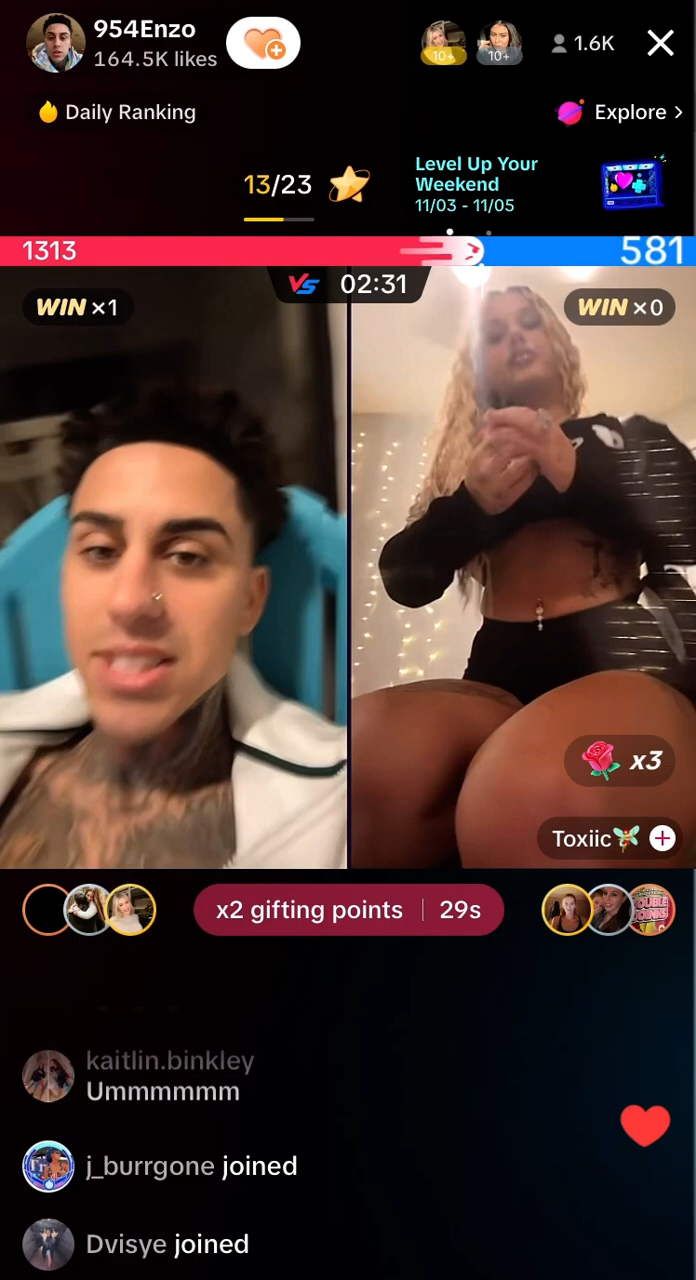 954Enzo
164.5K likes
10+
10+
1.6K
Daily Ranking
Explore >
13/23
Level Up Your
Weekend
11/03 - 11/05
1313
581
VS 02:31
WIN x1
WIN x0
x3
Toxiic
x2 gifting points | 29s
kaitlin.binkley
Ummmmmm
j_burrgone joined
Dvisye joined